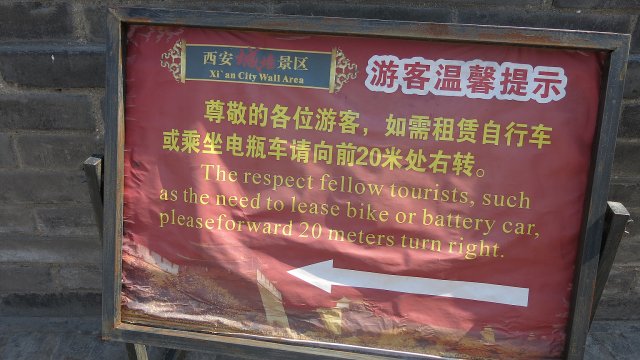 西安城墙景区
Xi'an City Wall Area
游客温馨提示
尊敬的各位游客，如需租赁自行车
或乘坐电瓶车请向前20米处右转。
The respect fellow tourists, such
as the need to lease bike or battery car,
pleaseforward 20 meters turn right.